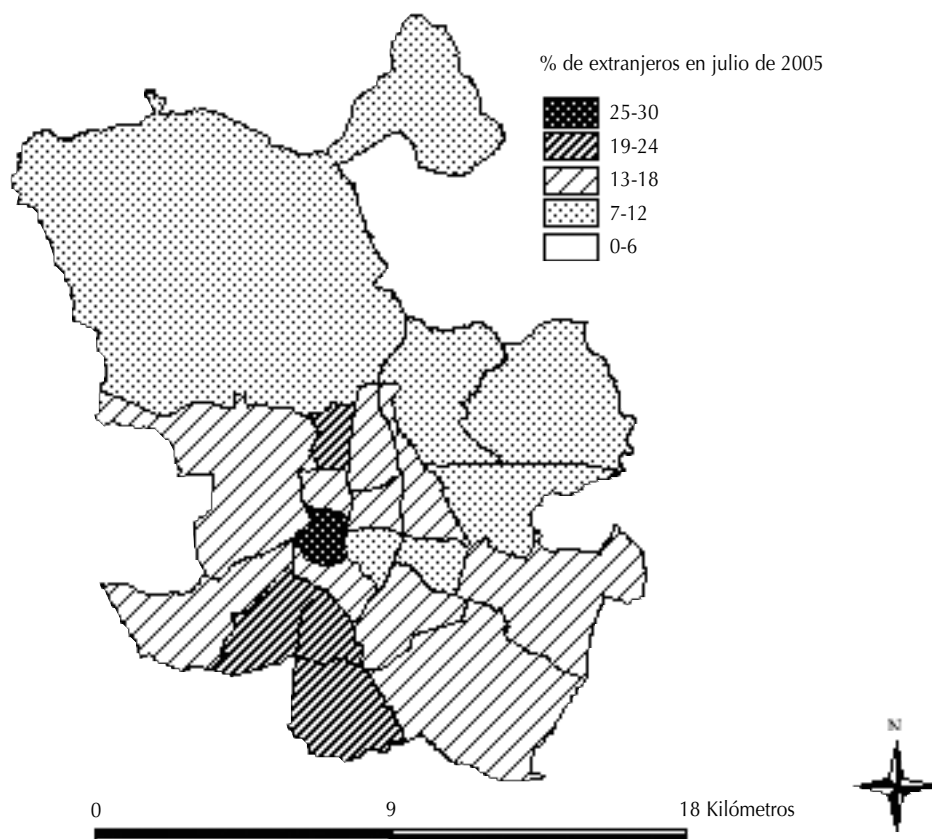 % de extranjeros en julio de 2005
25-30
19-24
13-18
7-12
0-6
N
0 9 18 Kilómetros